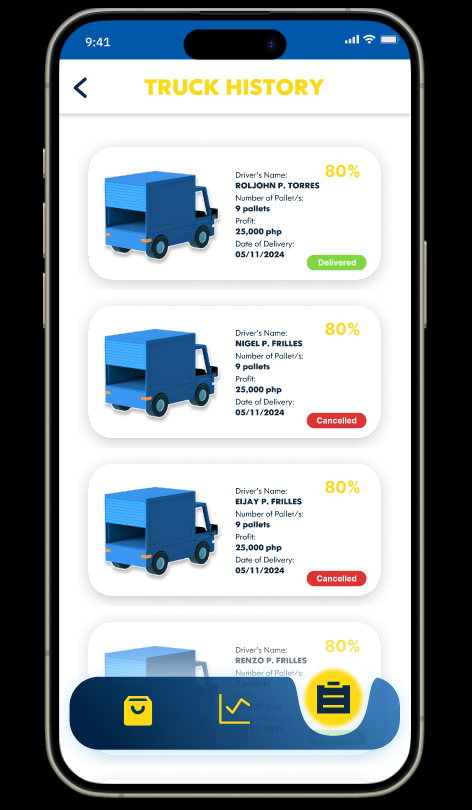 9:41
TRUCK HISTORY
80%
Driver's Name:
ROLJOHN P. TORRES
Number of Pallet/s:
9 pallets
Profit:
25,000 php
Date of Delivery:
05/11/2024
Delivered
80%
Driver's Name:
NIGEL P. FRILLES
Number of Pallet/s:
9 pallets
Profit:
25,000 php
Date of Delivery:
05/11/2024
Cancelled
80%
Driver's Name:
EIJAY P. FRILLES
Number of Pallet/s:
9 pallets
Profit:
25,000 php
Date of Delivery:
05/11/2024
Cancelled
80%
Driver's Name:
RENZO P. FRILLES
Number of Pallet/s: